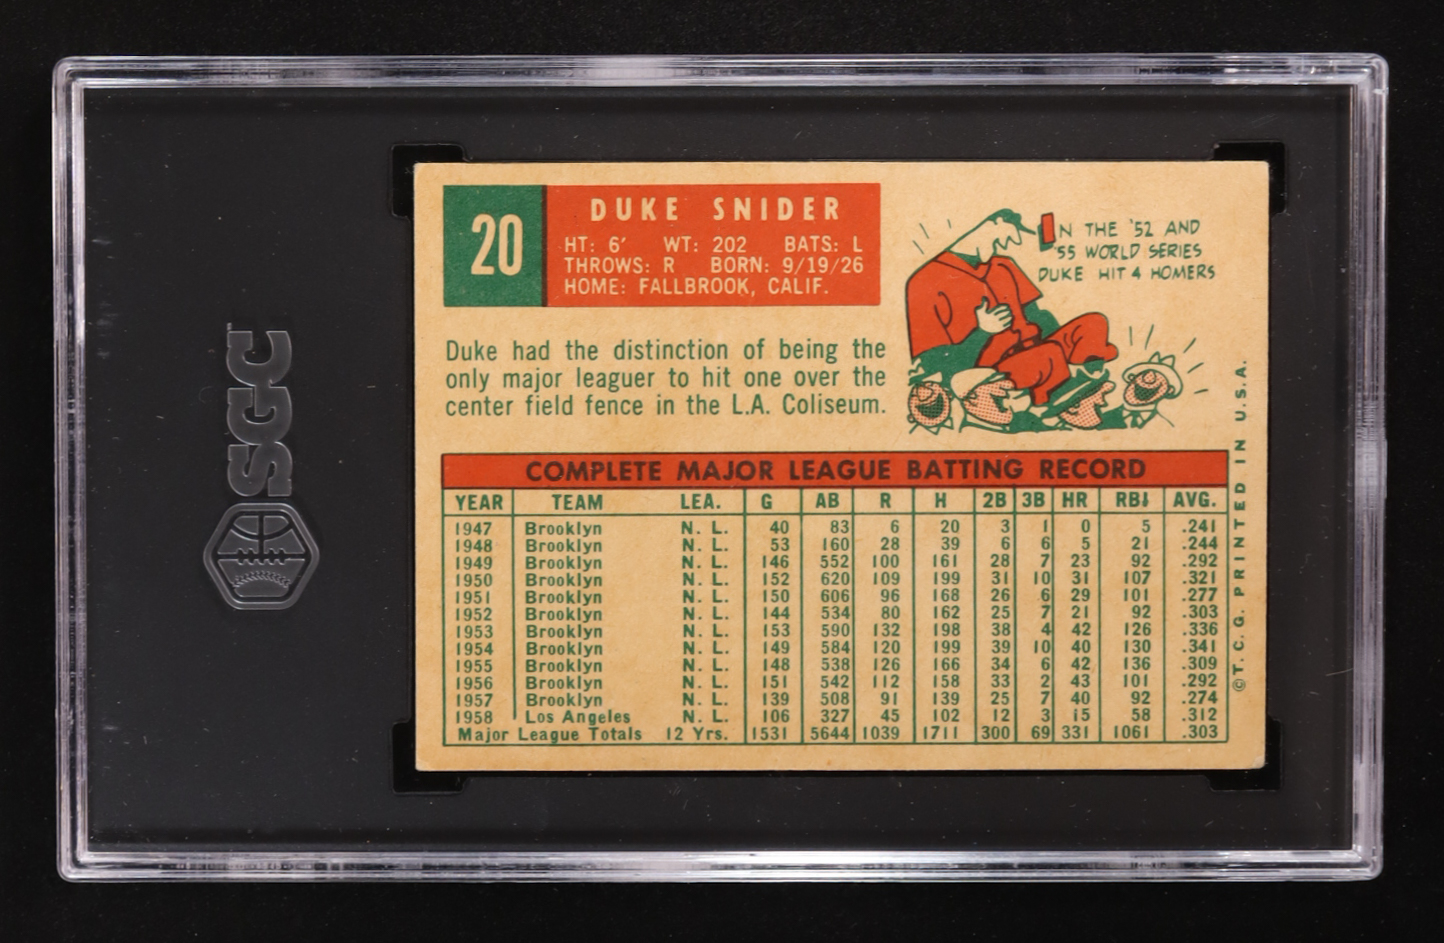 20
DUKE SNIDER
HT: 6' WT: 202 BATS: L
THROWS: R BORN: 9/19/26
HOME: FALLBROOK, CALIF.
IN THE '52 AND
'55 WORLD SERIES
DUKE HIT 4 HOMERS
Duke had the distinction of being the
only major leaguer to hit one over the
center field fence in the L.A. Coliseum.
COMPLETE MAJOR LEAGUE BATTING RECORD
YEAR TEAM LEA. G AB R H 2B 3B HR RBI AVG.
1947 Brooklyn N. L. 40 83 6 20 3 1 0 5 .241
1948 Brooklyn N. L. 53 160 28 39 6 6 5 21 .244
1949 Brooklyn N. L. 146 552 100 161 28 7 23 92 .292
1950 Brooklyn N. L. 152 620 109 199 31 10 31 107 .321
1951 Brooklyn N. L. 150 606 96 168 26 6 29 101 .277
1952 Brooklyn N. L. 144 534 80 162 25 7 21 92 .303
1953 Brooklyn N. L. 153 590 132 198 38 4 42 126 .336
1954 Brooklyn N. L. 149 584 120 199 39 10 40 130 .341
1955 Brooklyn N. L. 148 538 126 166 34 6 42 136 .309
1956 Brooklyn N. L. 151 542 112 158 33 2 43 101 .292
1957 Brooklyn N. L. 139 508 91 139 25 7 40 92 .274
1958 Los Angeles N. L. 106 327 45 102 12 3 15 58 .312
Major League Totals 12 Yrs. 1531 5644 1039 1711 300 69 331 1061 .303
©T. C. G. PRINTED IN U.S.A.
SGC